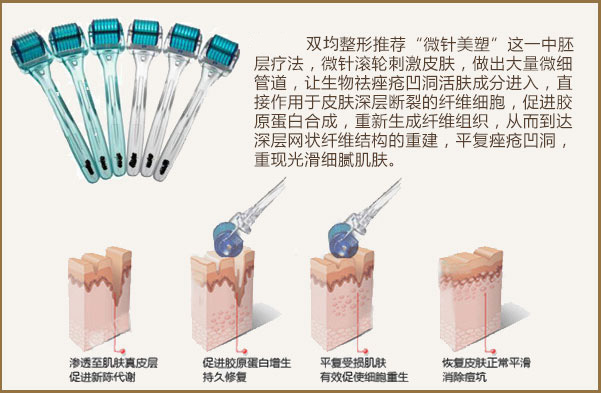 双均整形推荐“微针美塑”这一中胚
层疗法，微针滚轮刺激皮肤，做出大量微细
管道，让生物祛痤疮凹洞活肤成分进入，直
接作用于皮肤深层断裂的纤维细胞，促进胶
原蛋白合成，重新生成纤维组织，从而到达
深层网状纤维结构的重建，平复痤疮凹洞，
重现光滑细腻肌肤。
渗透至肌肤真皮层
促进新陈代谢
促进胶原蛋白增生
持久修复
平复受损肌肤
有效促使细胞重生
恢复皮肤正常平滑
消除痘坑